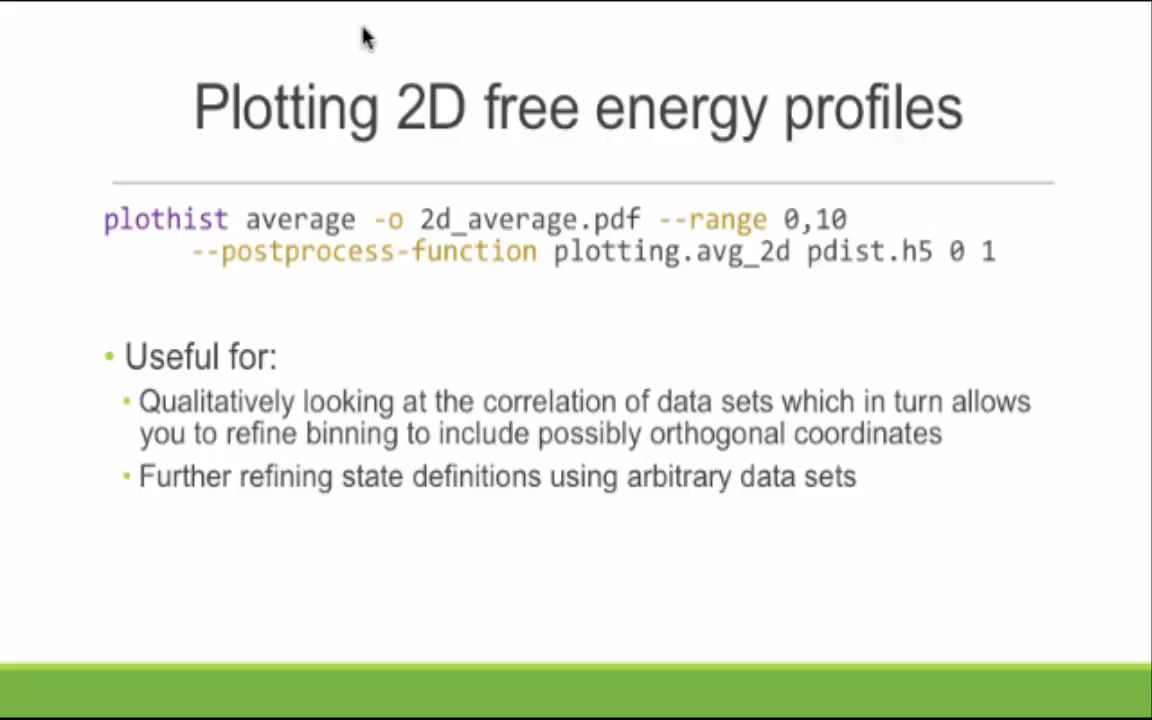 Plotting 2D free energy profiles
plothist average -o 2d_average.pdf --range 0,10
--postprocess-function plotting.avg_2d pdist.h5 0 1
• Useful for:
• Qualitatively looking at the correlation of data sets which in turn allows
you to refine binning to include possibly orthogonal coordinates
• Further refining state definitions using arbitrary data sets